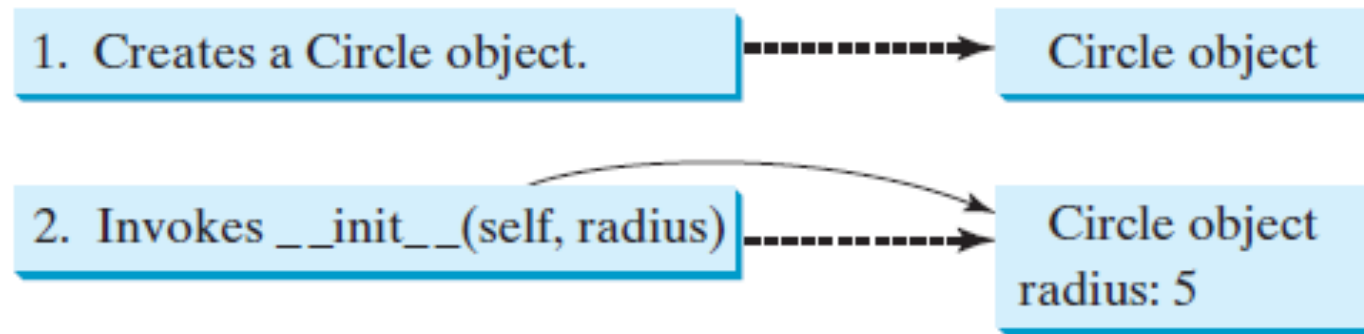 1. Creates a Circle object.
Circle object
2. Invokes __init__(self, radius)
Circle object
radius: 5